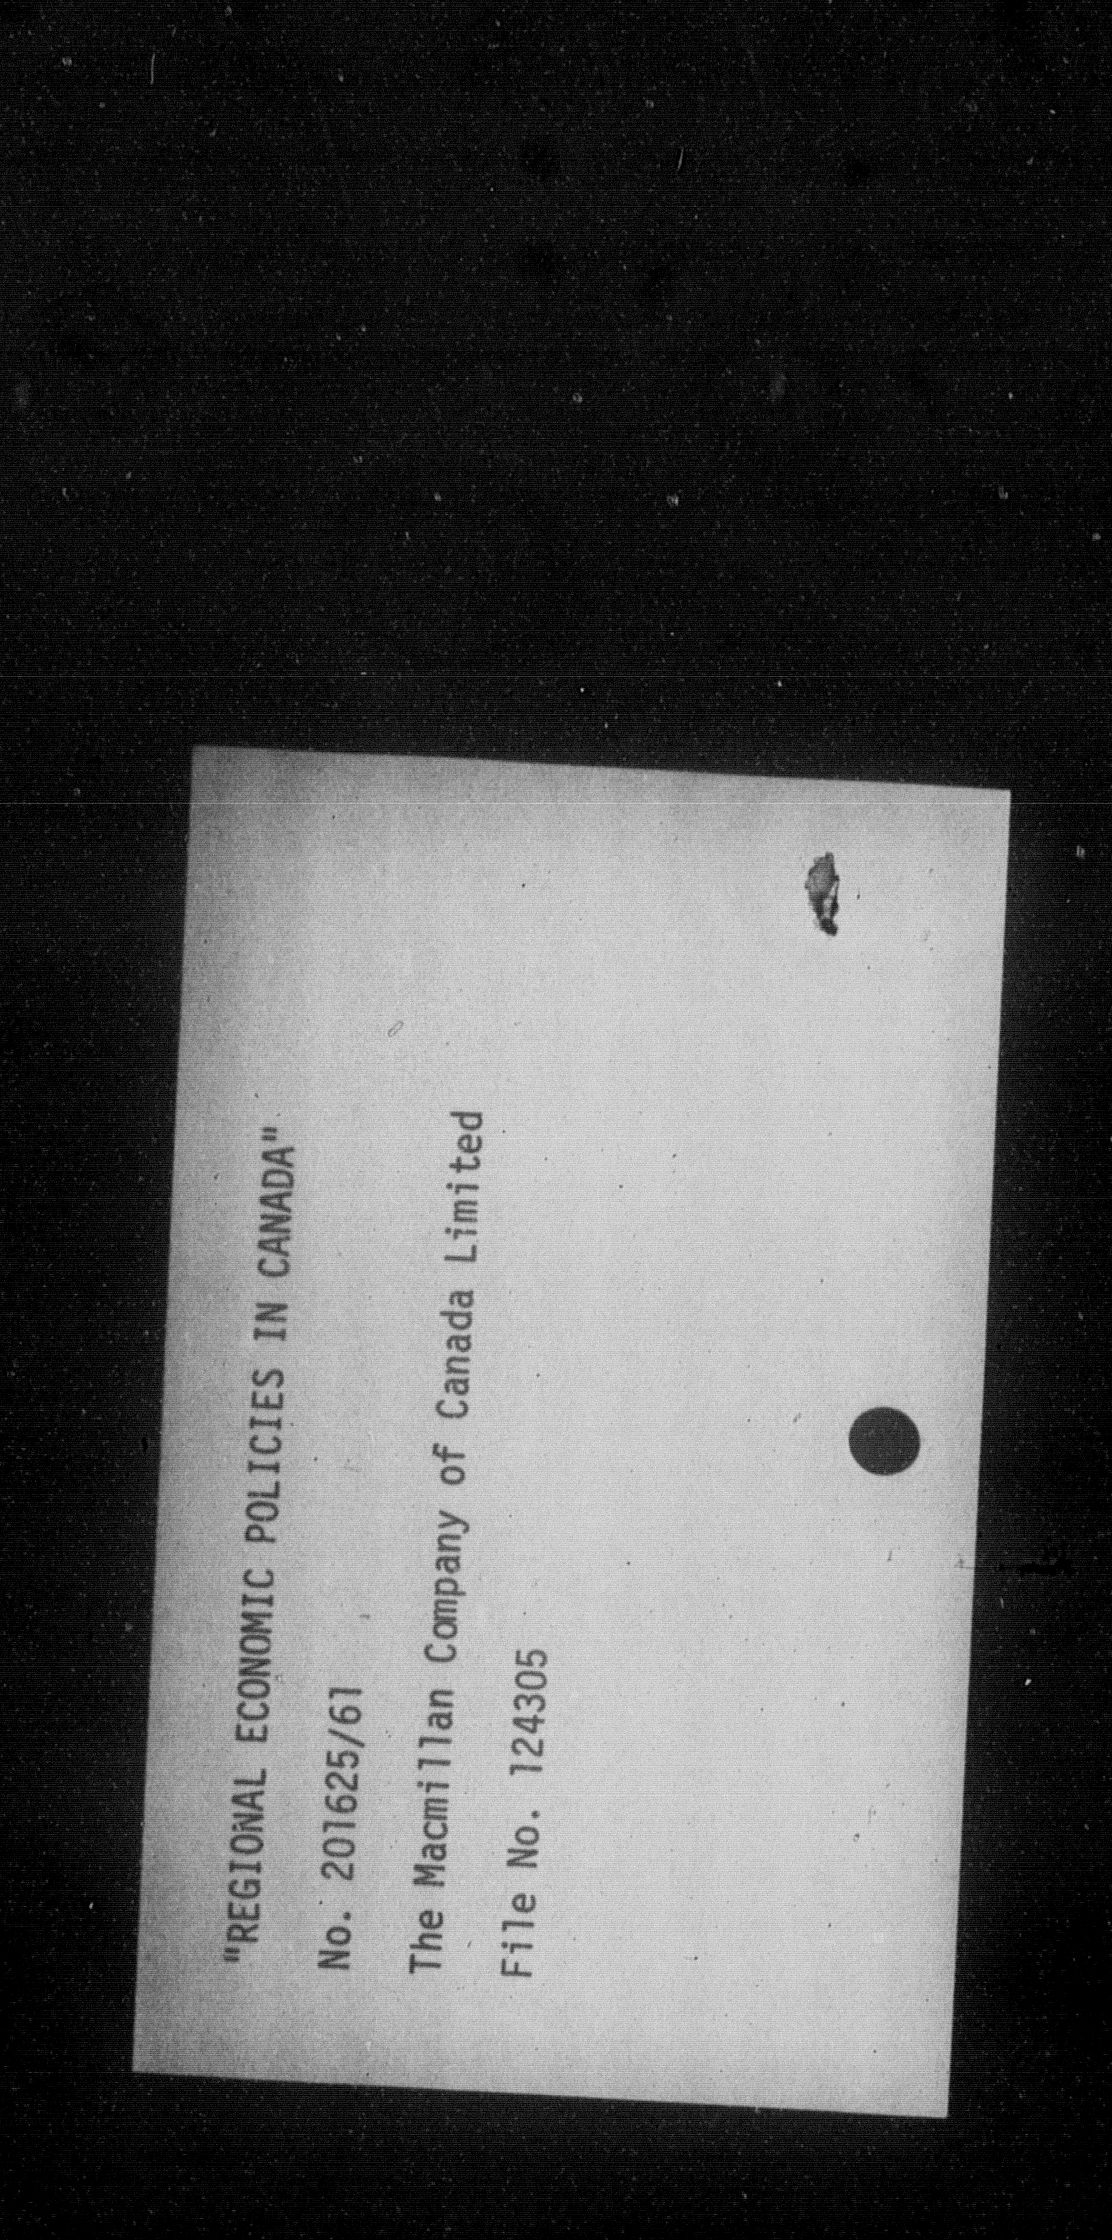 "REGIONAL ECONOMIC POLICIES IN CANADA"
No. 201625/61
The Macmillan Company of Canada Limited
File No. 124305